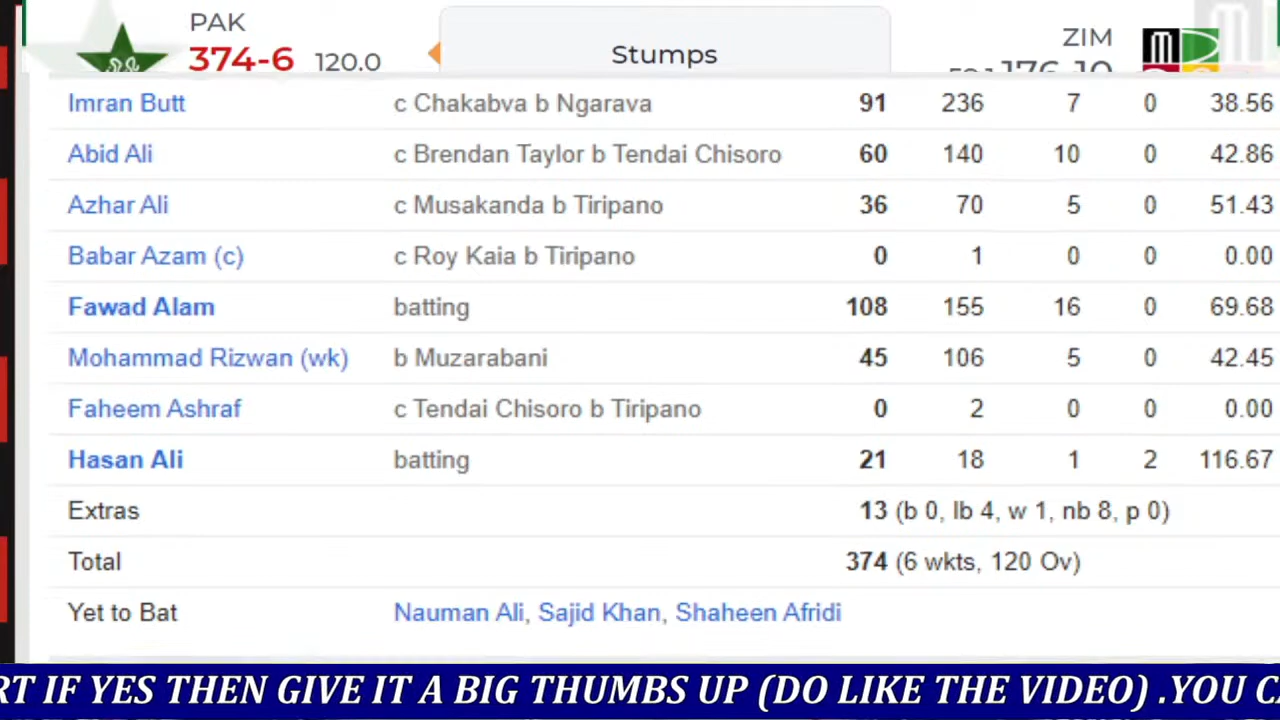 PAK
374-6 120.0
Stumps
ZIM
176-10
Imran Butt c Chakabva b Ngarava 91 236 7 0 38.56
Abid Ali c Brendan Taylor b Tendai Chisoro 60 140 10 0 42.86
Azhar Ali c Musakanda b Tiripano 36 70 5 0 51.43
Babar Azam (c) c Roy Kaia b Tiripano 0 1 0 0 0.00
Fawad Alam batting 108 155 16 0 69.68
Mohammad Rizwan (wk) b Muzarabani 45 106 5 0 42.45
Faheem Ashraf c Tendai Chisoro b Tiripano 0 2 0 0 0.00
Hasan Ali batting 21 18 1 2 116.67
Extras 13 (b 0, lb 4, w 1, nb 8, p 0)
Total 374 (6 wkts, 120 Ov)
Yet to Bat Nauman Ali, Sajid Khan, Shaheen Afridi
RT IF YES THEN GIVE IT A BIG THUMBS UP (DO LIKE THE VIDEO) .YOU C